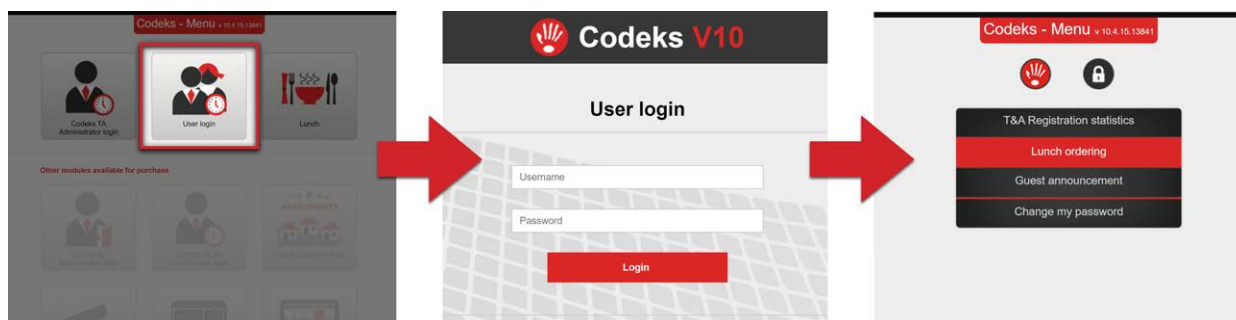 Codeks - Menu v 10.4.15.13841
Codeks TA
Administrator login
User login
Lunch
Other modules available for purchase
APARTMENTS
Codeks V10
User login
Username
Password
Login
Codeks - Menu v 10.4.15.13841
T&A Registration statistics
Lunch ordering
Guest announcement
Change my password